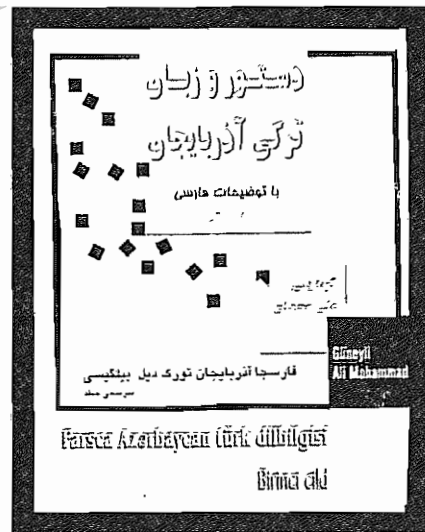 دستور و زبان
ترکی آذربایجان
با توضیحات فارسی
Güneyli
Ali Mohammad
فارسجا آذربایجان تورک دیل بیلگیسی
Farsca Azerbaycan türk dilbilgisi
Birinci cild